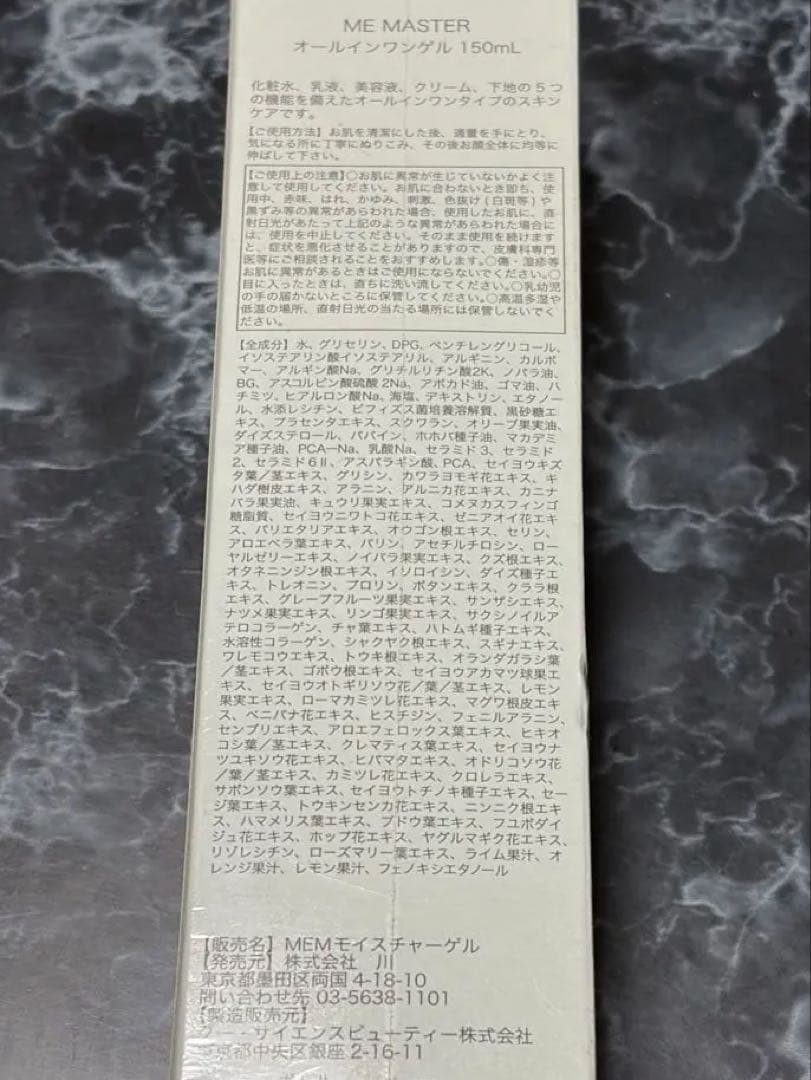 ME MASTER
オールインワンゲル 150mL
化粧水、乳液、美容液、クリーム、下地の5つ
の機能を備えたオールインワンタイプのスキン
ケアです。
【ご使用方法】お肌を清潔にした後、適量を手にとり、
気になる所に丁寧にぬりこみ、その後お顔全体に均等に
伸ばして下さい。
【ご使用上の注意】○お肌に異常が生じていないかよく注
意して使用してください。お肌に合わないとき即ち、使
用中、赤味、はれ、かゆみ、刺激、色抜け(白斑等)や
黒ずみ等の異常があらわれた場合、使用したお肌に、直
射日光があたって上記のような異常があらわれた場合に
は、使用を中止してください。そのまま使用を続けます
と、症状を悪化させることがありますので、皮膚科専門
医等にご相談されることをおすすめします。○傷・湿疹等
お肌に異常があるときはご使用にならないでください。○
目に入ったときは、直ちに洗い流してください。○乳幼児
の手の届かないところに保管してください。○高温多湿や
低温の場所、直射日光の当たる場所には保管しないでく
ださい。
【全成分】水、グリセリン、DPG、ペンチレングリコール、
イソステアリン酸イソステアリル、アルギニン、カルボ
マー、アルギン酸Na、グリチルリチン酸2K、ノバラ油、
BG、アスコルビン酸硫酸2Na、アボカド油、ゴマ油、ハ
チミツ、ヒアルロン酸Na、海塩、デキストリン、エタノー
ル、水添レシチン、ビフィズス菌培養溶解質、黒砂糖エ
キス、プラセンタエキス、スクワラン、オリーブ果実油、
ダイズステロール、パパイン、ホホバ種子油、マカデミ
ア種子油、PCA-Na、乳酸Na、セラミド3、セラミド
2、セラミド6Ⅱ、アスパラギン酸、PCA、セイヨウキズ
タ葉/茎エキス、グリシン、カワラヨモギ花エキス、キ
ハダ樹皮エキス、アラニン、アルニカ花エキス、カニナ
バラ果実油、キュウリ果実エキス、コメヌカスフィンゴ
糖脂質、セイヨウニワトコ花エキス、ゼニアオイ花エキ
ス、パリエタリアエキス、オウゴン根エキス、セリン、
アロエベラ葉エキス、バリン、アセチルチロシン、ロー
ヤルゼリーエキス、ノイバラ果実エキス、クズ根エキス、
オタネニンジン根エキス、イソロイシン、ダイズ種子エ
キス、トレオニン、プロリン、ボタンエキス、クララ根
エキス、グレープフルーツ果実エキス、サンザシエキス、
ナツメ果実エキス、リンゴ果実エキス、サクシノイルア
テロコラーゲン、チャ葉エキス、ハトムギ種子エキス、
水溶性コラーゲン、シャクヤク根エキス、スギナエキス、
ワレモコウエキス、トウキ根エキス、オランダガラシ葉
/茎エキス、ゴボウ根エキス、セイヨウアカマツ球果エ
キス、セイヨウオトギリソウ花/葉/茎エキス、レモン
果実エキス、ローマカミツレ花エキス、マグワ根皮エキ
ス、ベニバナ花エキス、ヒスチジン、フェニルアラニン、
センブリエキス、アロエフェロックス葉エキス、ヒキオ
コシ葉/茎エキス、クレマティス葉エキス、セイヨウナ
ツユキソウ花エキス、ヒバマタエキス、オドリコソウ花
/葉/茎エキス、カミツレ花エキス、クロレラエキス、
サボンソウ葉エキス、セイヨウトチノキ種子エキス、セー
ジ葉エキス、トウキンセンカ花エキス、ニンニク根エキ
ス、ハマメリス葉エキス、ブドウ葉エキス、フユボダイ
ジュ花エキス、ホップ花エキス、ヤグルマギク花エキス、
リゾレシチン、ローズマリー葉エキス、ライム果汁、オ
レンジ果汁、レモン果汁、フェノキシエタノール
【販売名】MEMモイスチャーゲル
【発売元】株式会社 川
東京都墨田区両国4-18-10
問い合わせ先 03-5638-1101
【製造販売元】
サイエンスビューティー株式会社
京都中央区銀座2-16-11